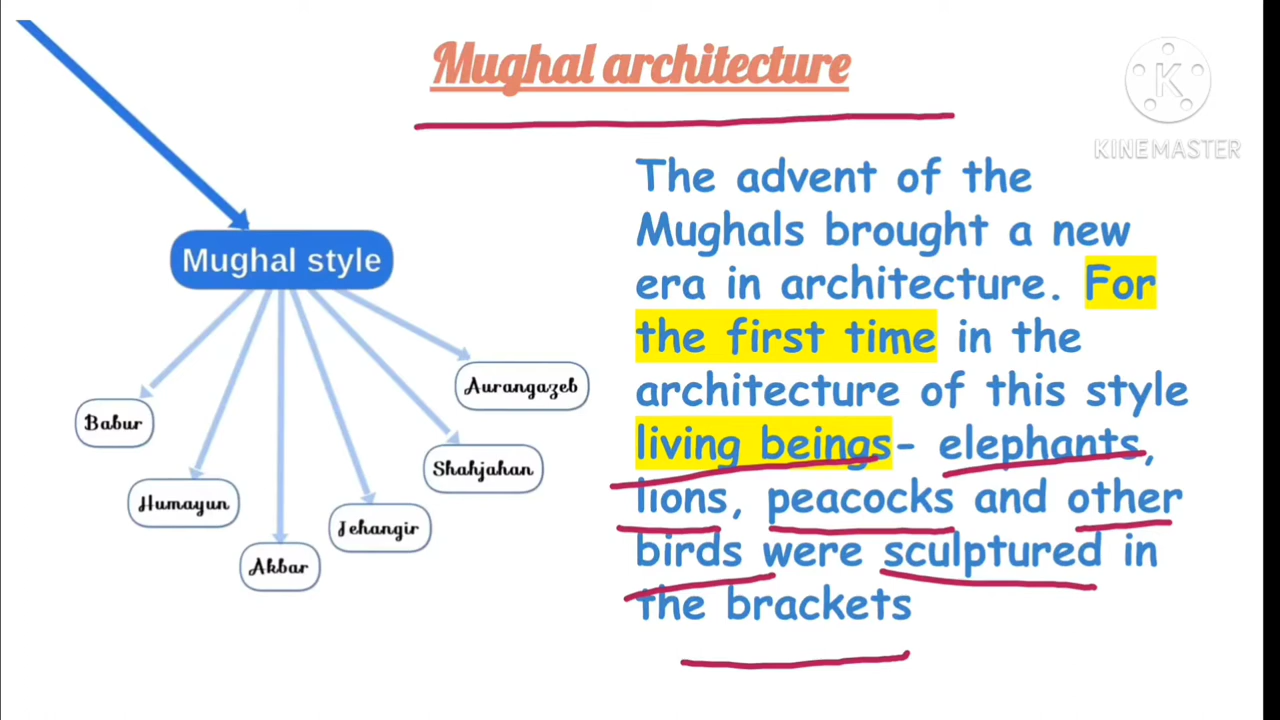 Mughal architecture
KINEMASTER
Mughal style
Babur
Humayun
Akbar
Jehangir
Shahjahan
Aurangazeb
The advent of the
Mughals brought a new
era in architecture. For
the first time in the
architecture of this style
living beings- elephants,
lions, peacocks and other
birds were sculptured in
the brackets